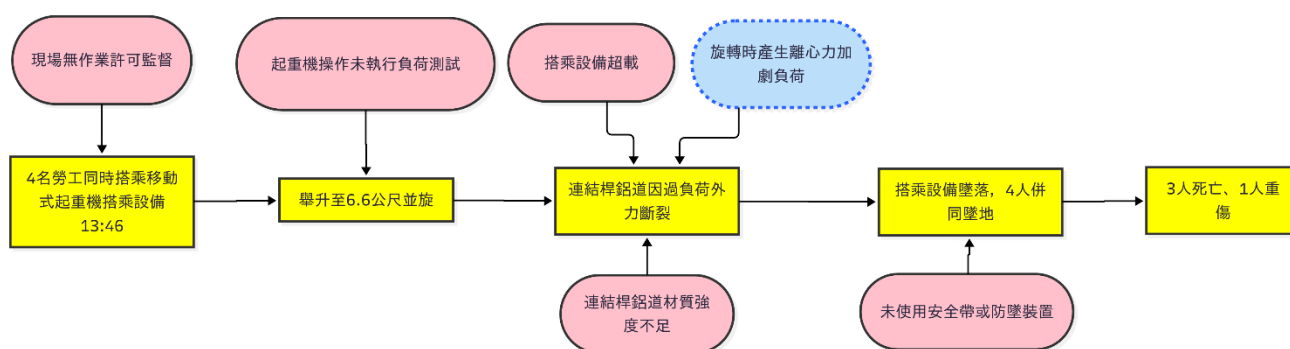 現場無作業許可監督
起重機操作未執行負荷測試
搭乘設備超載
旋轉時產生離心力加
劇負荷
4名勞工同時搭乘移動
式起重機搭乘設備
13:46
舉升至6.6公尺並旋
連結桿鋁道因過負荷外
力斷裂
搭乘設備墜落，4人併
同墜地
3人死亡、1人重
傷
連結桿鋁道材質強
度不足
未使用安全帶或防墜裝置